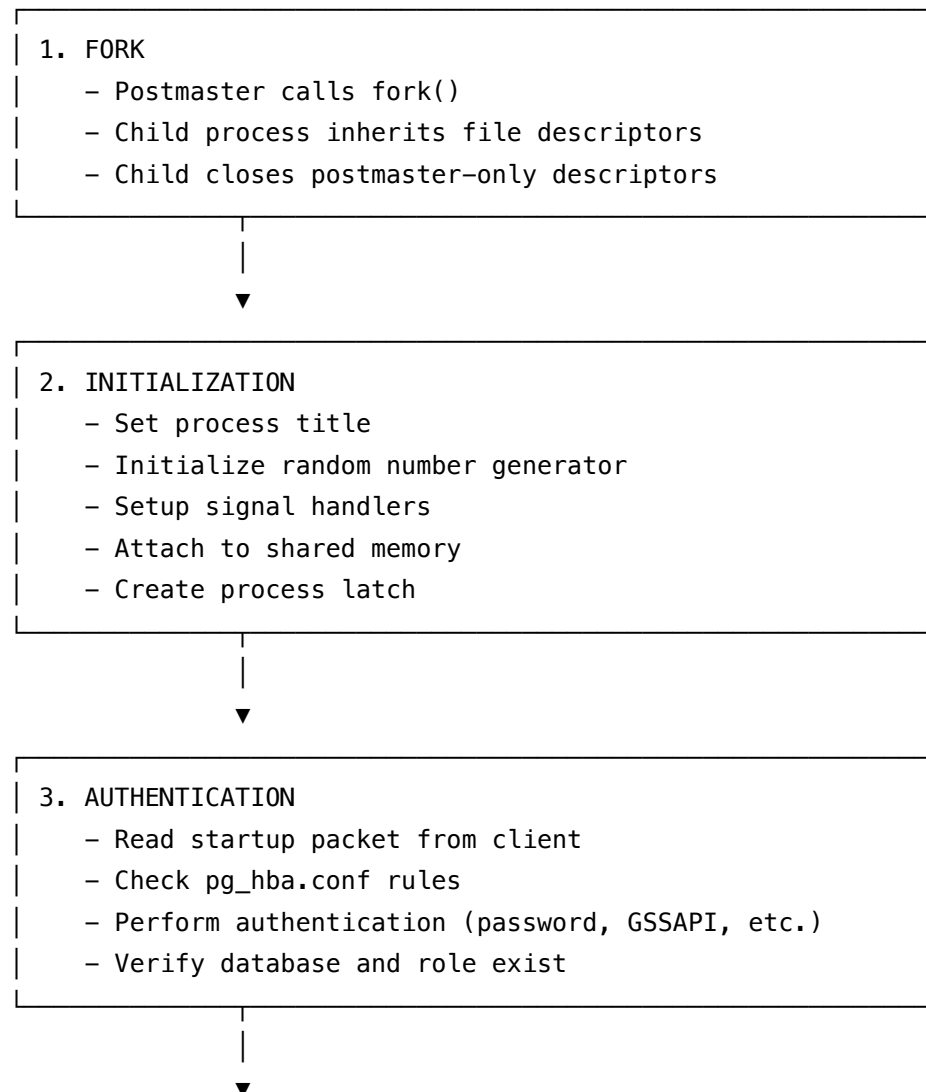 1. FORK
- Postmaster calls fork()
- Child process inherits file descriptors
- Child closes postmaster-only descriptors
2. INITIALIZATION
- Set process title
- Initialize random number generator
- Setup signal handlers
- Attach to shared memory
- Create process latch
3. AUTHENTICATION
- Read startup packet from client
- Check pg_hba.conf rules
- Perform authentication (password, GSSAPI, etc.)
- Verify database and role exist